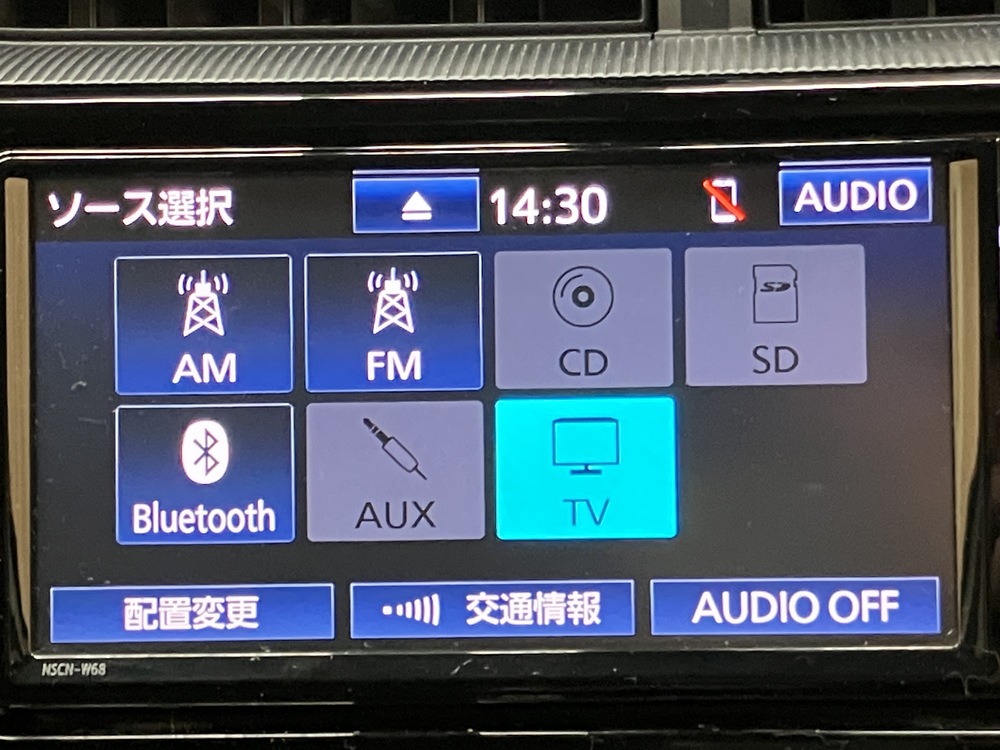 ソース選択 14:30 AUDIO
AM FM CD SD
Bluetooth AUX TV
配置変更 交通情報 AUDIO OFF
NSCN-W68